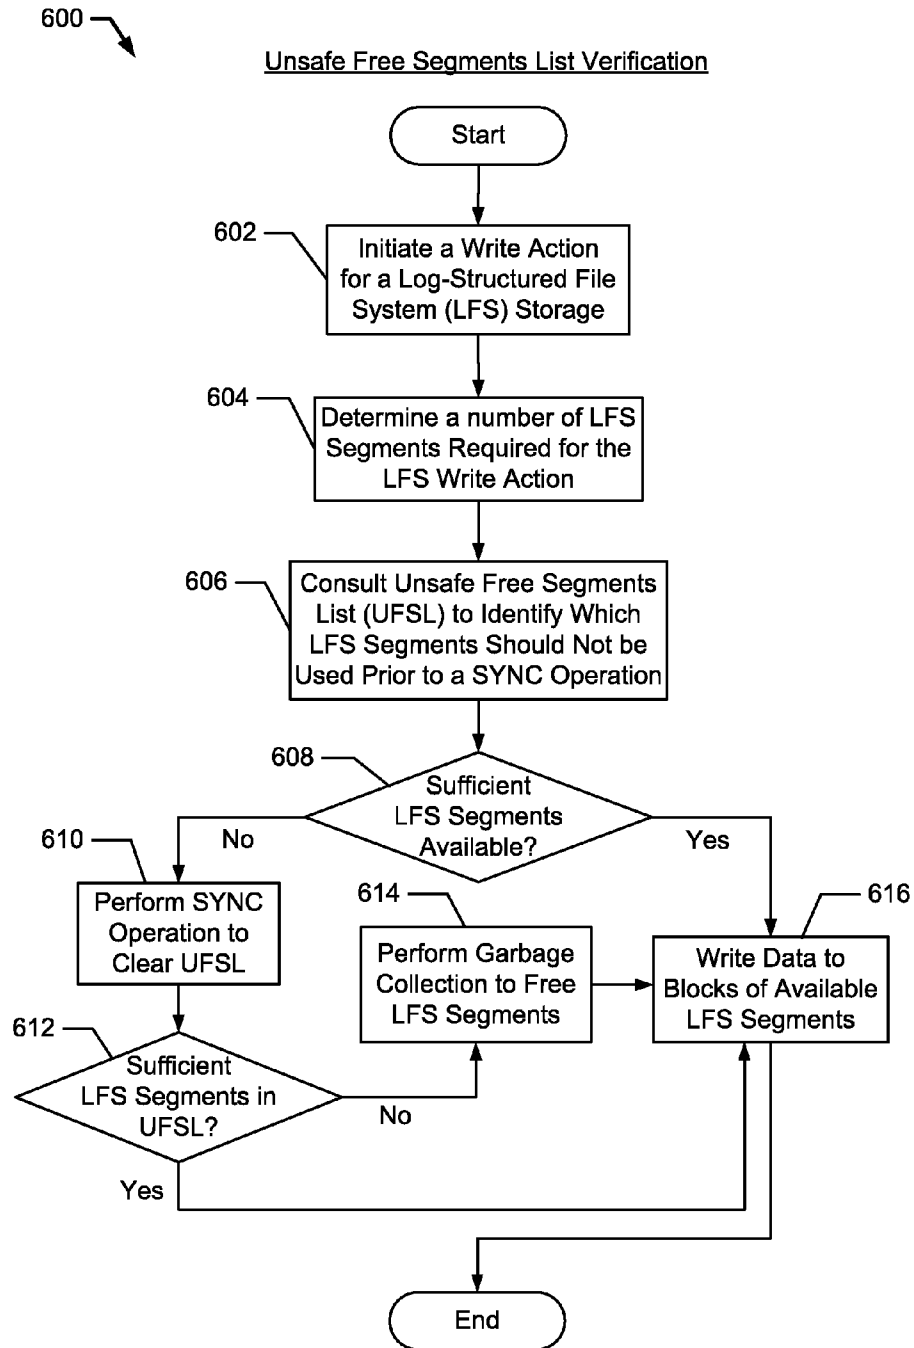 600
Unsafe Free Segments List Verification
Start
602
Initiate a Write Action
for a Log-Structured File
System (LFS) Storage
604
Determine a number of LFS
Segments Required for the
LFS Write Action
606
Consult Unsafe Free Segments
List (UFSL) to Identify Which
LFS Segments Should Not be
Used Prior to a SYNC Operation
608
Sufficient
LFS Segments
Available?
No
Yes
610
Perform SYNC
Operation to
Clear UFSL
614
Perform Garbage
Collection to Free
LFS Segments
616
Write Data to
Blocks of Available
LFS Segments
612
Sufficient
LFS Segments in
UFSL?
No
Yes
End